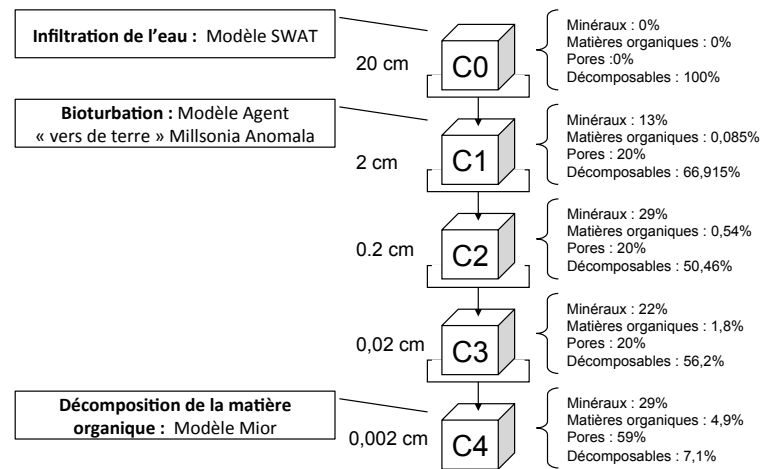 Infiltration de l'eau : Modèle SWAT
20 cm
C0
Minéraux : 0%
Matières organiques : 0%
Pores :0%
Décomposables : 100%
Bioturbation : Modèle Agent
« vers de terre » Millsonia Anomala
2 cm
C1
Minéraux : 13%
Matières organiques : 0,085%
Pores : 20%
Décomposables : 66,915%
0.2 cm
C2
Minéraux : 29%
Matières organiques : 0,54%
Pores : 20%
Décomposables : 50,46%
0,02 cm
C3
Minéraux : 22%
Matières organiques : 1,8%
Pores : 20%
Décomposables : 56,2%
Décomposition de la matière
organique : Modèle Mior
0,002 cm
C4
Minéraux : 29%
Matières organiques : 4,9%
Pores : 59%
Décomposables : 7,1%